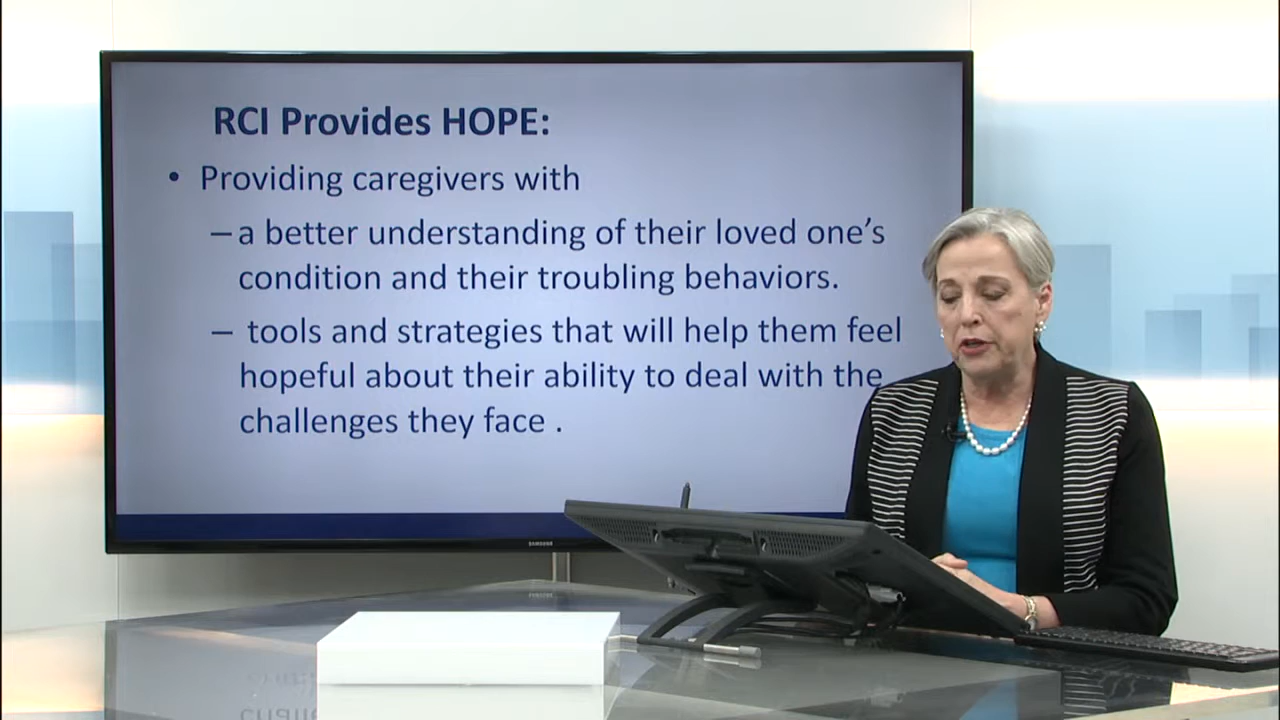 RCI Provides HOPE:
• Providing caregivers with
– a better understanding of their loved one's
condition and their troubling behaviors.
– tools and strategies that will help them feel
hopeful about their ability to deal with the
challenges they face .
SAMSUNG